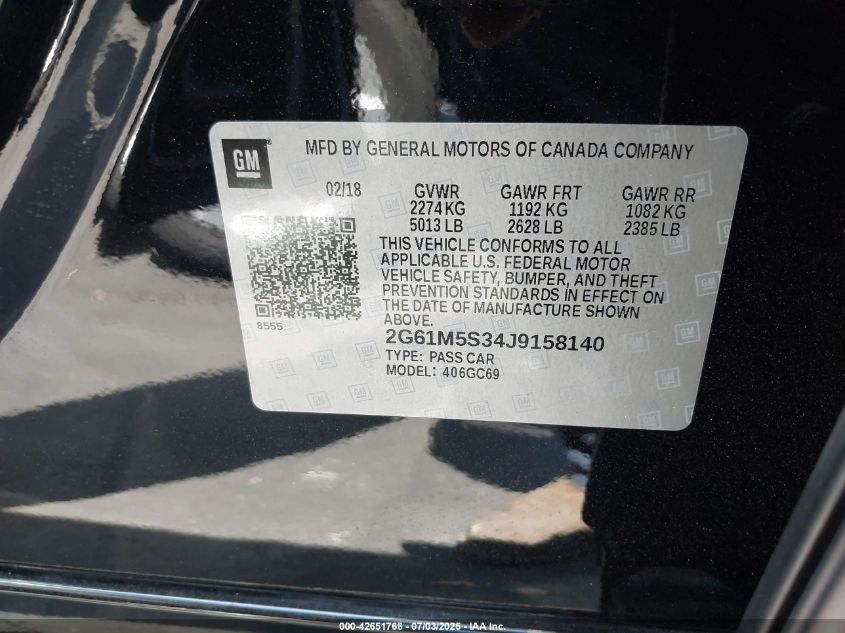 GM ®
MFD BY GENERAL MOTORS OF CANADA COMPANY
02/18 GVWR GAWR FRT GAWR RR
2274 KG 1192 KG 1082 KG
5013 LB 2628 LB 2385 LB
THIS VEHICLE CONFORMS TO ALL
APPLICABLE U.S. FEDERAL MOTOR
VEHICLE SAFETY, BUMPER, AND THEFT
PREVENTION STANDARDS IN EFFECT ON
THE DATE OF MANUFACTURE SHOWN
ABOVE.
8555
2G61M5S34J9158140
TYPE: PASS CAR
MODEL: 406GC69
000-42651768 - 07/03/2025 - IAAI.COM